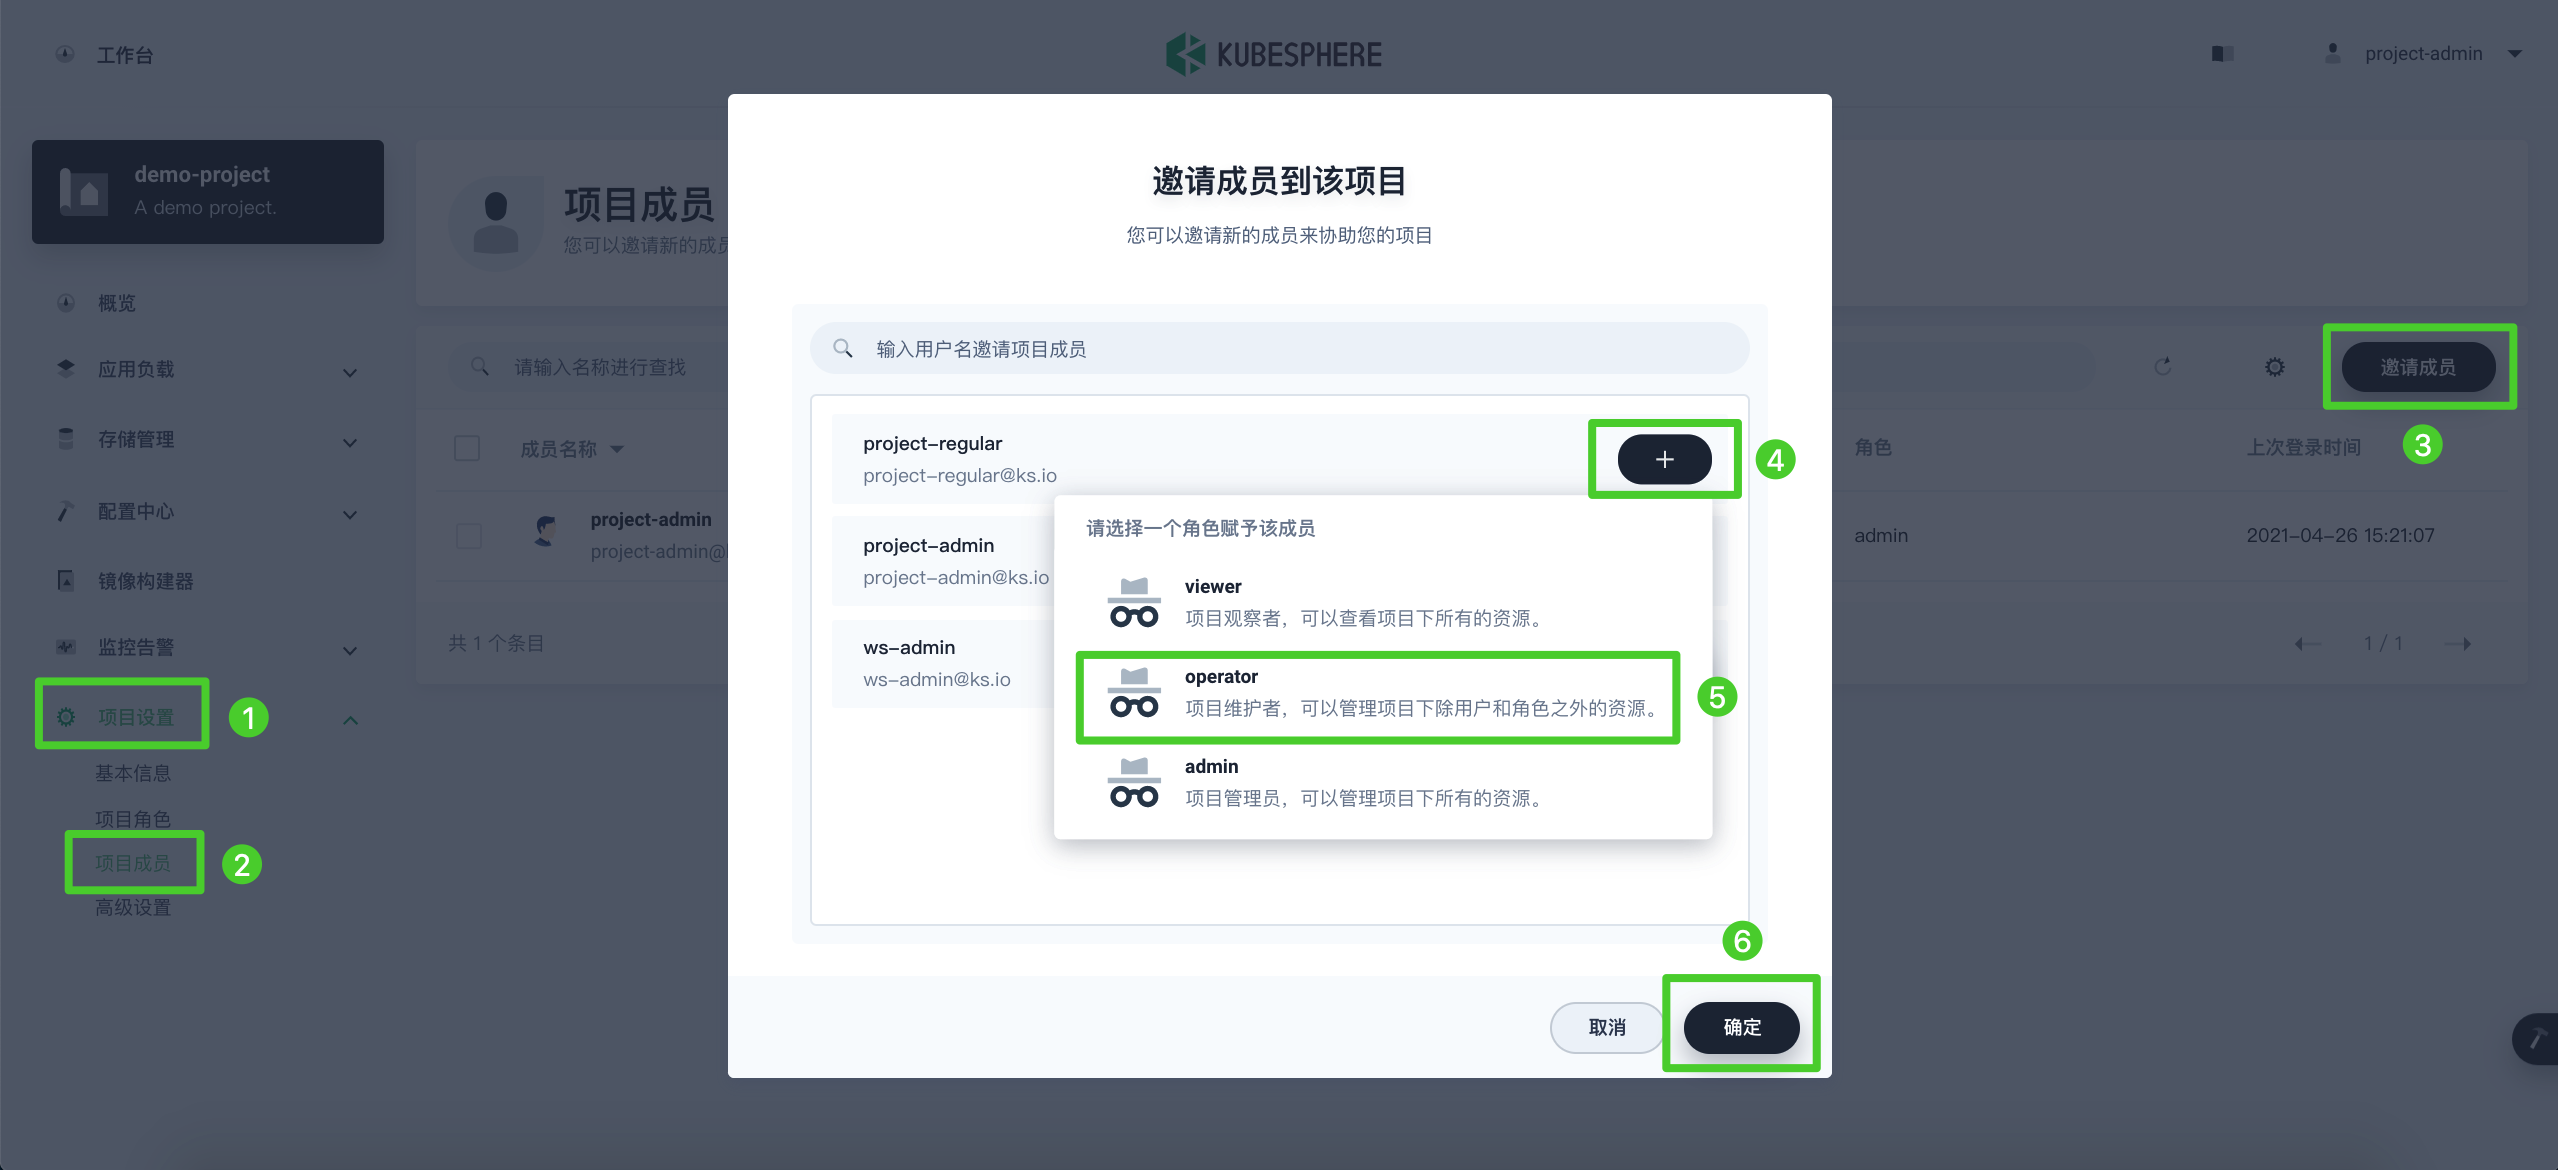 工作台
KUBESPHERE
project-admin
demo-project
A demo project.
概览
应用负载
存储管理
配置中心
镜像构建器
监控告警
项目设置
1
基本信息
项目角色
项目成员
2
高级设置
项目成员
您可以邀请新的成员
请输入名称进行查找
邀请成员
3
成员名称
角色
上次登录时间
project-admin
project-admin@
admin
2021-04-26 15:21:07
共 1 个条目
1 / 1
邀请成员到该项目
您可以邀请新的成员来协助您的项目
输入用户名邀请项目成员
project-regular
project-regular@ks.io
4
project-admin
project-admin@ks.io
ws-admin
ws-admin@ks.io
请选择一个角色赋予该成员
viewer
项目观察者，可以查看项目下所有的资源。
operator
项目维护者，可以管理项目下除用户和角色之外的资源。
5
admin
项目管理员，可以管理项目下所有的资源。
6
取消
确定